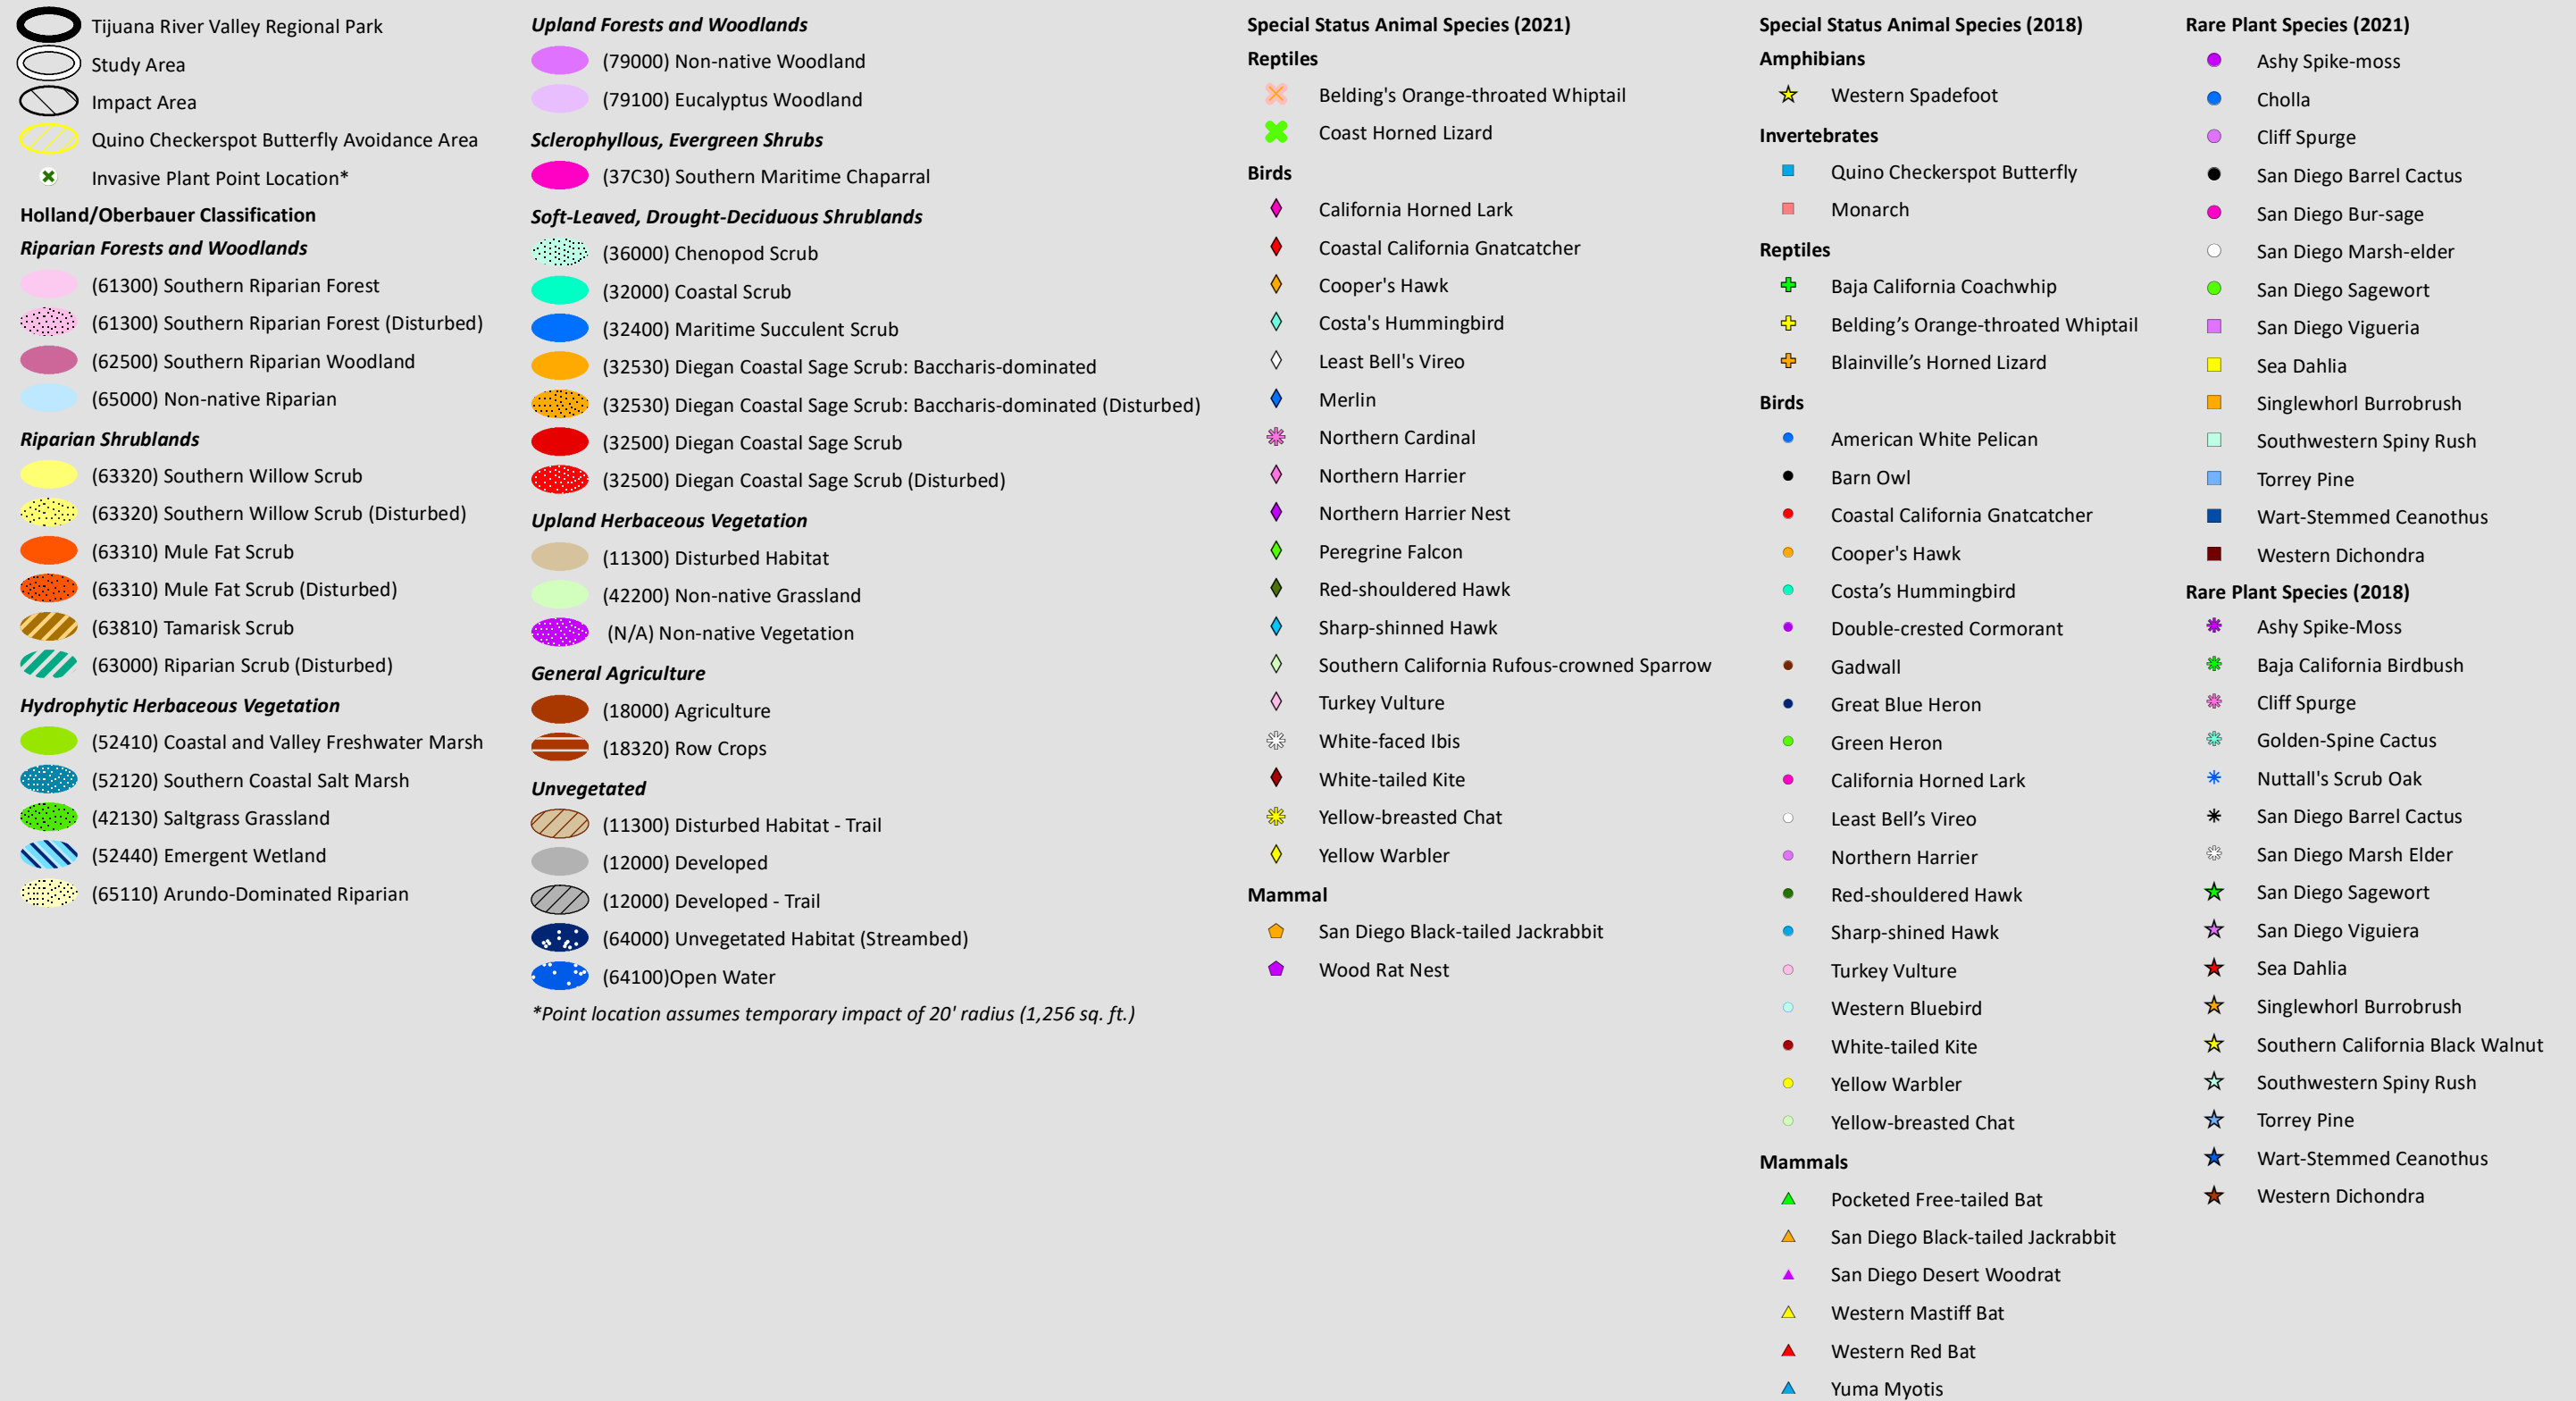 Tijuana River Valley Regional Park
Study Area
Impact Area
Quino Checkerspot Butterfly Avoidance Area
Invasive Plant Point Location*
Holland/Oberbauer Classification
Riparian Forests and Woodlands
(61300) Southern Riparian Forest
(61300) Southern Riparian Forest (Disturbed)
(62500) Southern Riparian Woodland
(65000) Non-native Riparian
Riparian Shrublands
(63320) Southern Willow Scrub
(63320) Southern Willow Scrub (Disturbed)
(63310) Mule Fat Scrub
(63310) Mule Fat Scrub (Disturbed)
(63810) Tamarisk Scrub
(63000) Riparian Scrub (Disturbed)
Hydrophytic Herbaceous Vegetation
(52410) Coastal and Valley Freshwater Marsh
(52120) Southern Coastal Salt Marsh
(42130) Saltgrass Grassland
(52440) Emergent Wetland
(65110) Arundo-Dominated Riparian
Upland Forests and Woodlands
(79000) Non-native Woodland
(79100) Eucalyptus Woodland
Sclerophyllous, Evergreen Shrubs
(37C30) Southern Maritime Chaparral
Soft-Leaved, Drought-Deciduous Shrublands
(36000) Chenopod Scrub
(32000) Coastal Scrub
(32400) Maritime Succulent Scrub
(32530) Diegan Coastal Sage Scrub: Baccharis-dominated
(32530) Diegan Coastal Sage Scrub: Baccharis-dominated (Disturbed)
(32500) Diegan Coastal Sage Scrub
(32500) Diegan Coastal Sage Scrub (Disturbed)
Upland Herbaceous Vegetation
(11300) Disturbed Habitat
(42200) Non-native Grassland
(N/A) Non-native Vegetation
General Agriculture
(18000) Agriculture
(18320) Row Crops
Unvegetated
(11300) Disturbed Habitat - Trail
(12000) Developed
(12000) Developed - Trail
(64000) Unvegetated Habitat (Streambed)
(64100)Open Water
*Point location assumes temporary impact of 20' radius (1,256 sq. ft.)
Special Status Animal Species (2021)
Reptiles
Belding's Orange-throated Whiptail
Coast Horned Lizard
Birds
California Horned Lark
Coastal California Gnatcatcher
Cooper's Hawk
Costa's Hummingbird
Least Bell's Vireo
Merlin
Northern Cardinal
Northern Harrier
Northern Harrier Nest
Peregrine Falcon
Red-shouldered Hawk
Sharp-shinned Hawk
Southern California Rufous-crowned Sparrow
Turkey Vulture
White-faced Ibis
White-tailed Kite
Yellow-breasted Chat
Yellow Warbler
Mammal
San Diego Black-tailed Jackrabbit
Wood Rat Nest
Special Status Animal Species (2018)
Amphibians
Western Spadefoot
Invertebrates
Quino Checkerspot Butterfly
Monarch
Reptiles
Baja California Coachwhip
Belding’s Orange-throated Whiptail
Blainville’s Horned Lizard
Birds
American White Pelican
Barn Owl
Coastal California Gnatcatcher
Cooper's Hawk
Costa’s Hummingbird
Double-crested Cormorant
Gadwall
Great Blue Heron
Green Heron
California Horned Lark
Least Bell’s Vireo
Northern Harrier
Red-shouldered Hawk
Sharp-shined Hawk
Turkey Vulture
Western Bluebird
White-tailed Kite
Yellow Warbler
Yellow-breasted Chat
Mammals
Pocketed Free-tailed Bat
San Diego Black-tailed Jackrabbit
San Diego Desert Woodrat
Western Mastiff Bat
Western Red Bat
Yuma Myotis
Rare Plant Species (2021)
Ashy Spike-moss
Cholla
Cliff Spurge
San Diego Barrel Cactus
San Diego Bur-sage
San Diego Marsh-elder
San Diego Sagewort
San Diego Vigueria
Sea Dahlia
Singlewhorl Burrobrush
Southwestern Spiny Rush
Torrey Pine
Wart-Stemmed Ceanothus
Western Dichondra
Rare Plant Species (2018)
Ashy Spike-Moss
Baja California Birdbush
Cliff Spurge
Golden-Spine Cactus
Nuttall's Scrub Oak
San Diego Barrel Cactus
San Diego Marsh Elder
San Diego Sagewort
San Diego Viguiera
Sea Dahlia
Singlewhorl Burrobrush
Southern California Black Walnut
Southwestern Spiny Rush
Torrey Pine
Wart-Stemmed Ceanothus
Western Dichondra